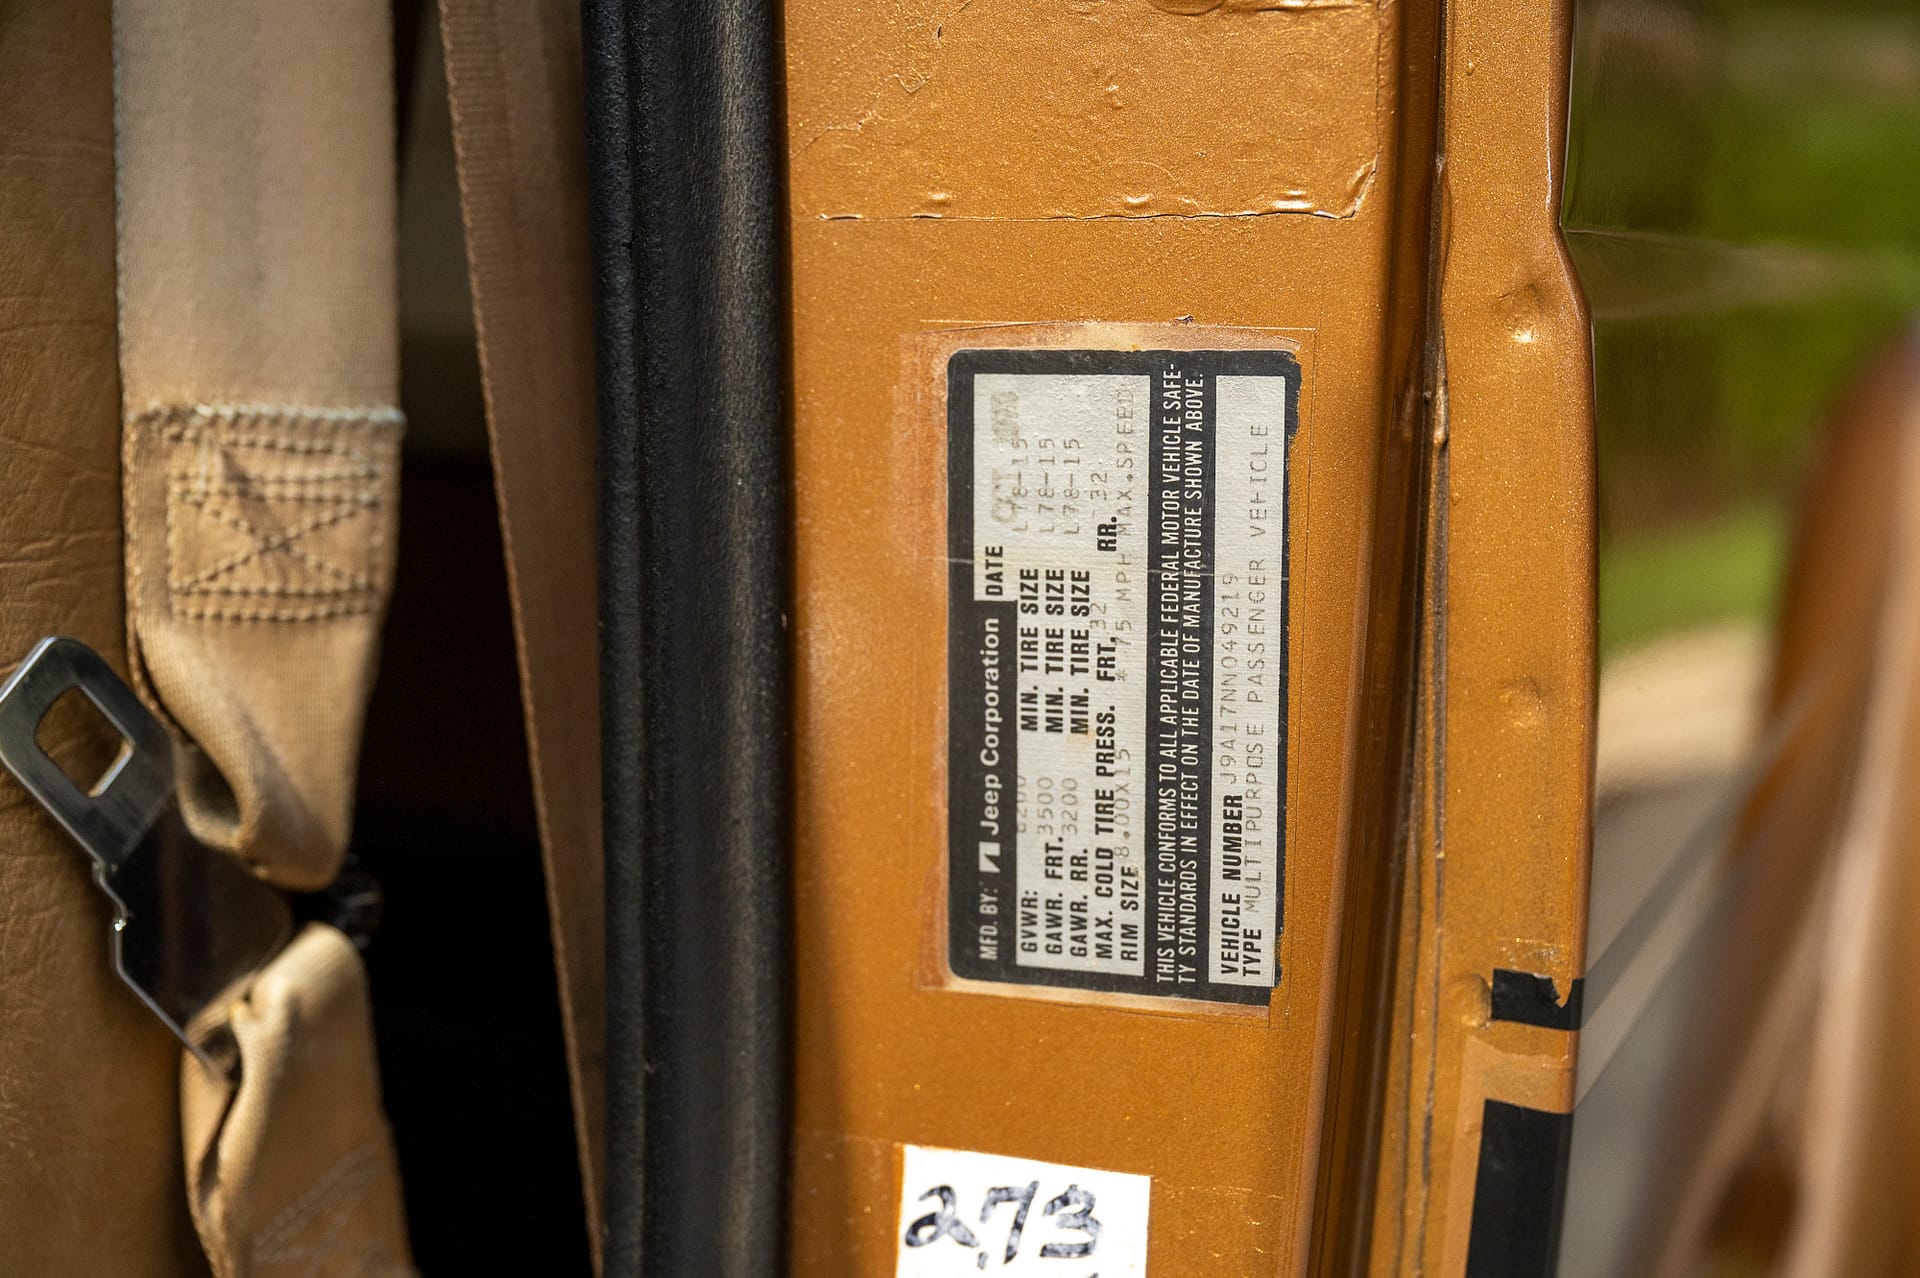 MFD. BY: Jeep Corporation DATE
GVWR: 6200 MIN. TIRE SIZE L78-15
GAWR. FRT. 3500 MIN. TIRE SIZE L78-15
GAWR. RR. 3200 MIN. TIRE SIZE L78-15
MAX. COLD TIRE PRESS. FRT. 32 RR. 32
RIM SIZE 8.00X15 * 75 MPH MAX.SPEED
THIS VEHICLE CONFORMS TO ALL APPLICABLE FEDERAL MOTOR VEHICLE SAFE-
TY STANDARDS IN EFFECT ON THE DATE OF MANUFACTURE SHOWN ABOVE.
VEHICLE NUMBER J9A17NN049219
TYPE MULTIPURPOSE PASSENGER VEHICLE
2.73